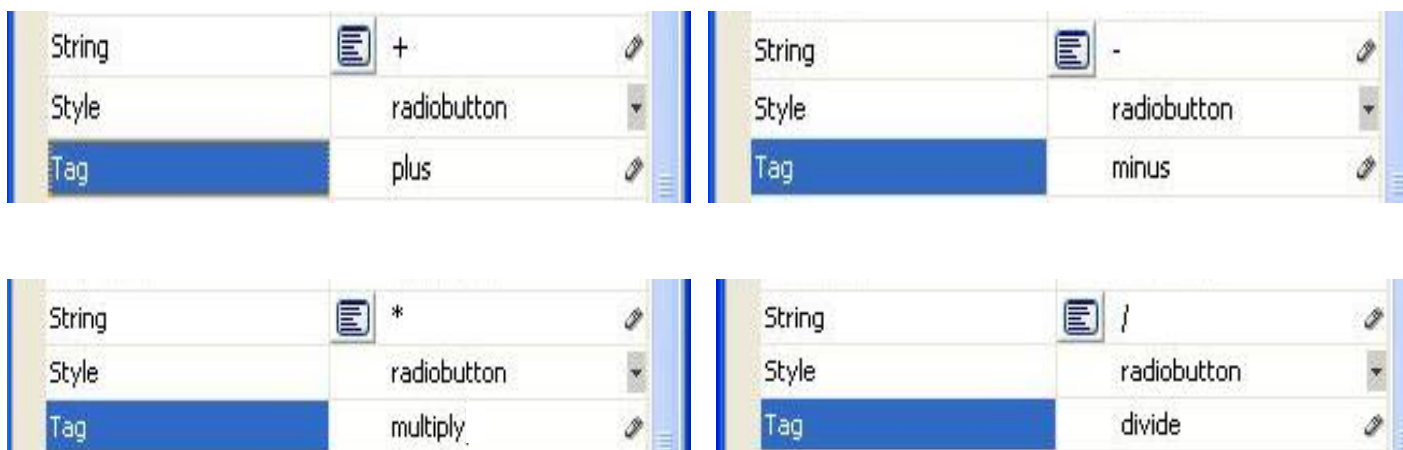 String +
Style radiobutton
Tag plus
String -
Style radiobutton
Tag minus
String *
Style radiobutton
Tag multiply
String /
Style radiobutton
Tag divide